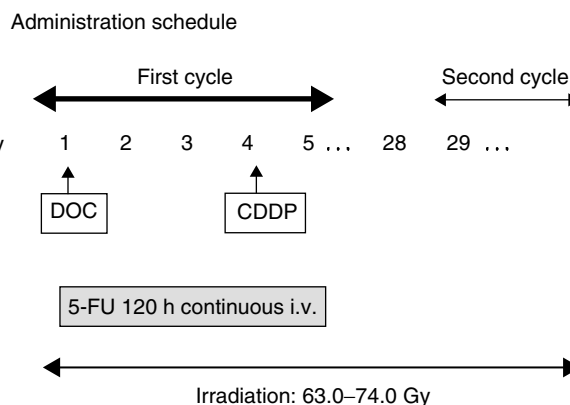 Administration schedule
First cycle Second cycle
y 1 2 3 4 5 ... 28 29 ...
DOC CDDP
5-FU 120 h continuous i.v.
Irradiation: 63.0–74.0 Gy